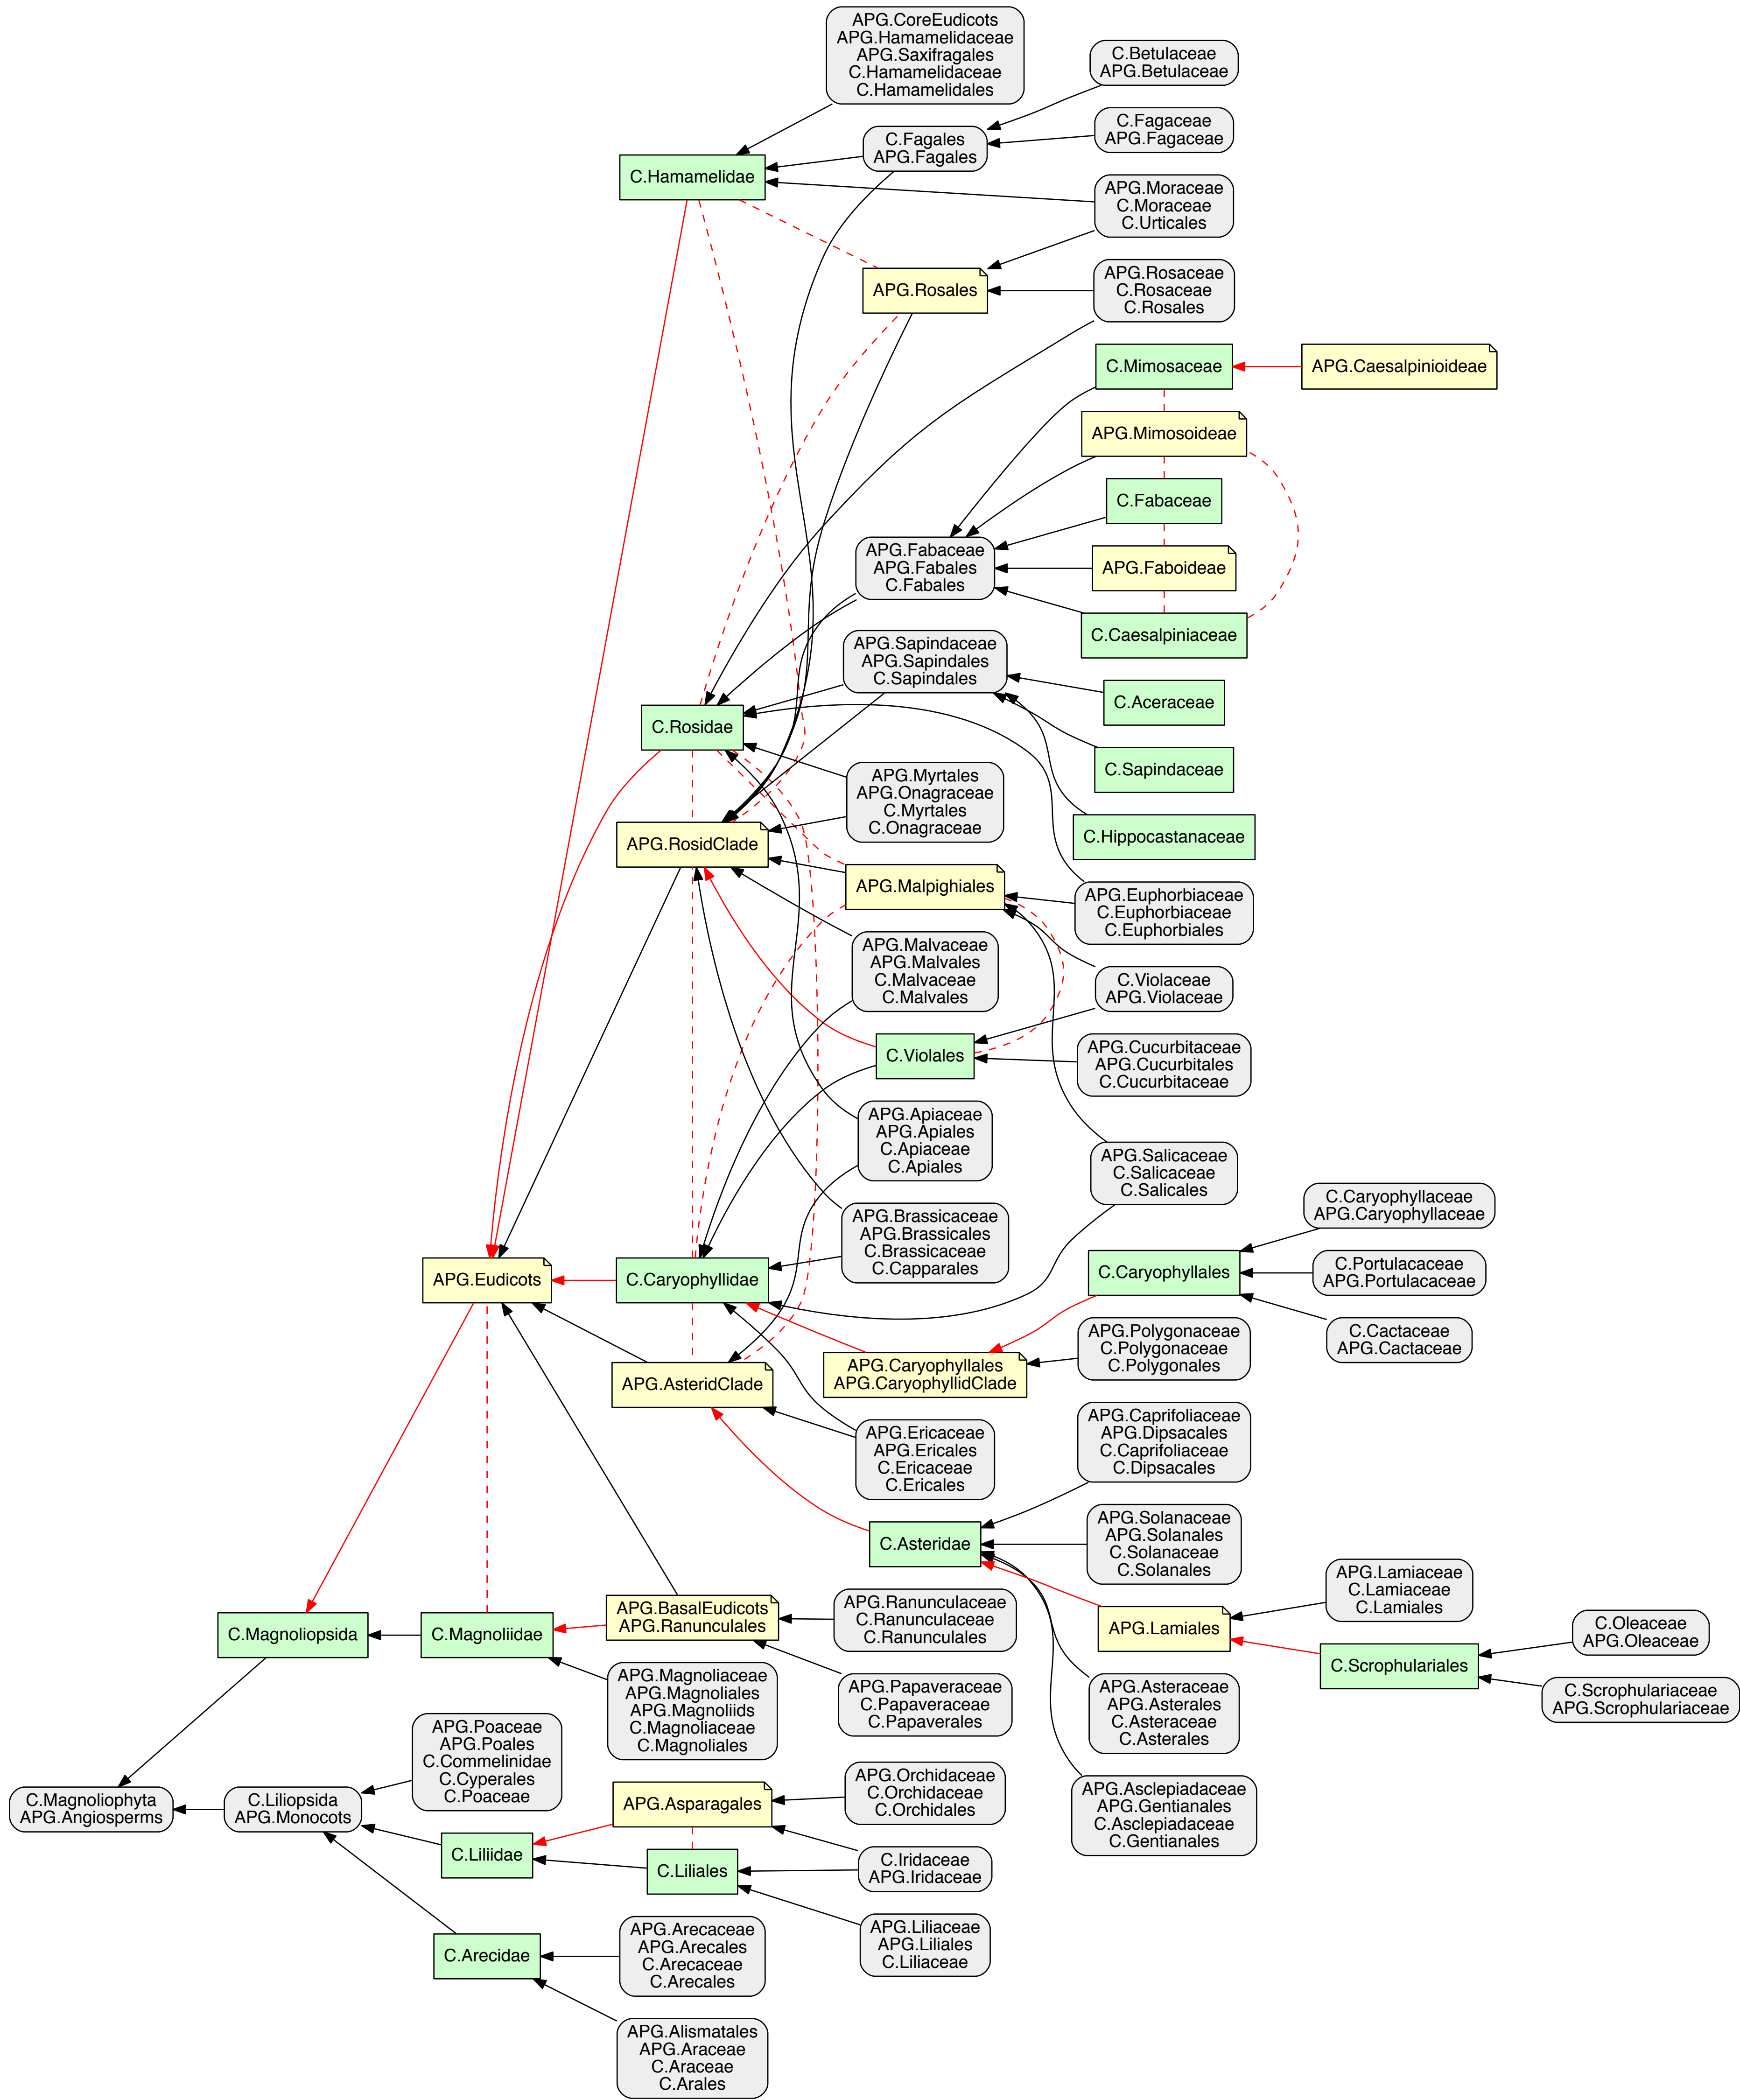 APG.CoreEudicots
APG.Hamamelidaceae
APG.Saxifragales
C.Hamamelidaceae
C.Hamamelidales
C.Betulaceae
APG.Betulaceae
C.Fagaceae
APG.Fagaceae
C.Fagales
APG.Fagales
C.Hamamelidae
APG.Moraceae
C.Moraceae
C.Urticales
APG.Rosales
APG.Rosaceae
C.Rosaceae
C.Rosales
C.Mimosaceae
APG.Caesalpinioideae
APG.Mimosoideae
C.Fabaceae
APG.Fabaceae
APG.Fabales
C.Fabales
APG.Faboideae
C.Caesalpiniaceae
APG.Sapindaceae
APG.Sapindales
C.Sapindales
C.Aceraceae
C.Rosidae
C.Sapindaceae
APG.Myrtales
APG.Onagraceae
C.Myrtales
C.Onagraceae
C.Hippocastanaceae
APG.RosidClade
APG.Malpighiales
APG.Euphorbiaceae
C.Euphorbiaceae
C.Euphorbiales
APG.Malvaceae
APG.Malvales
C.Malvaceae
C.Malvales
C.Violaceae
APG.Violaceae
C.Violales
APG.Cucurbitaceae
APG.Cucurbitales
C.Cucurbitaceae
APG.Apiaceae
APG.Apiales
C.Apiaceae
C.Apiales
APG.Salicaceae
C.Salicaceae
C.Salicales
C.Caryophyllaceae
APG.Caryophyllaceae
APG.Brassicaceae
APG.Brassicales
C.Brassicaceae
C.Capparales
APG.Eudicots
C.Caryophyllidae
C.Caryophyllales
C.Portulacaceae
APG.Portulacaceae
C.Cactaceae
APG.Cactaceae
APG.Polygonaceae
C.Polygonaceae
C.Polygonales
APG.Caryophyllales
APG.CaryophyllidClade
APG.AsteridClade
APG.Caprifoliaceae
APG.Dipsacales
C.Caprifoliaceae
C.Dipsacales
APG.Ericaceae
APG.Ericales
C.Ericaceae
C.Ericales
APG.Solanaceae
APG.Solanales
C.Solanaceae
C.Solanales
C.Asteridae
APG.Lamiaceae
C.Lamiaceae
C.Lamiales
APG.BasalEudicots
APG.Ranunculales
APG.Ranunculaceae
C.Ranunculaceae
C.Ranunculales
APG.Lamiales
C.Oleaceae
APG.Oleaceae
C.Magnoliopsida
C.Magnoliidae
C.Scrophulariales
C.Scrophulariaceae
APG.Scrophulariaceae
APG.Magnoliaceae
APG.Magnoliales
APG.Magnoliids
C.Magnoliaceae
C.Magnoliales
APG.Papaveraceae
C.Papaveraceae
C.Papaverales
APG.Asteraceae
APG.Asterales
C.Asteraceae
C.Asterales
APG.Poaceae
APG.Poales
C.Commelinidae
C.Cyperales
C.Poaceae
C.Magnoliophyta
APG.Angiosperms
C.Liliopsida
APG.Monocots
APG.Asparagales
APG.Orchidaceae
C.Orchidaceae
C.Orchidales
APG.Asclepiadaceae
APG.Gentianales
C.Asclepiadaceae
C.Gentianales
C.Liliidae
C.Liliales
C.Iridaceae
APG.Iridaceae
APG.Liliaceae
APG.Liliales
C.Liliaceae
C.Arecidae
APG.Arecaceae
APG.Arecales
C.Arecaceae
C.Arecales
APG.Alismatales
APG.Araceae
C.Araceae
C.Arales